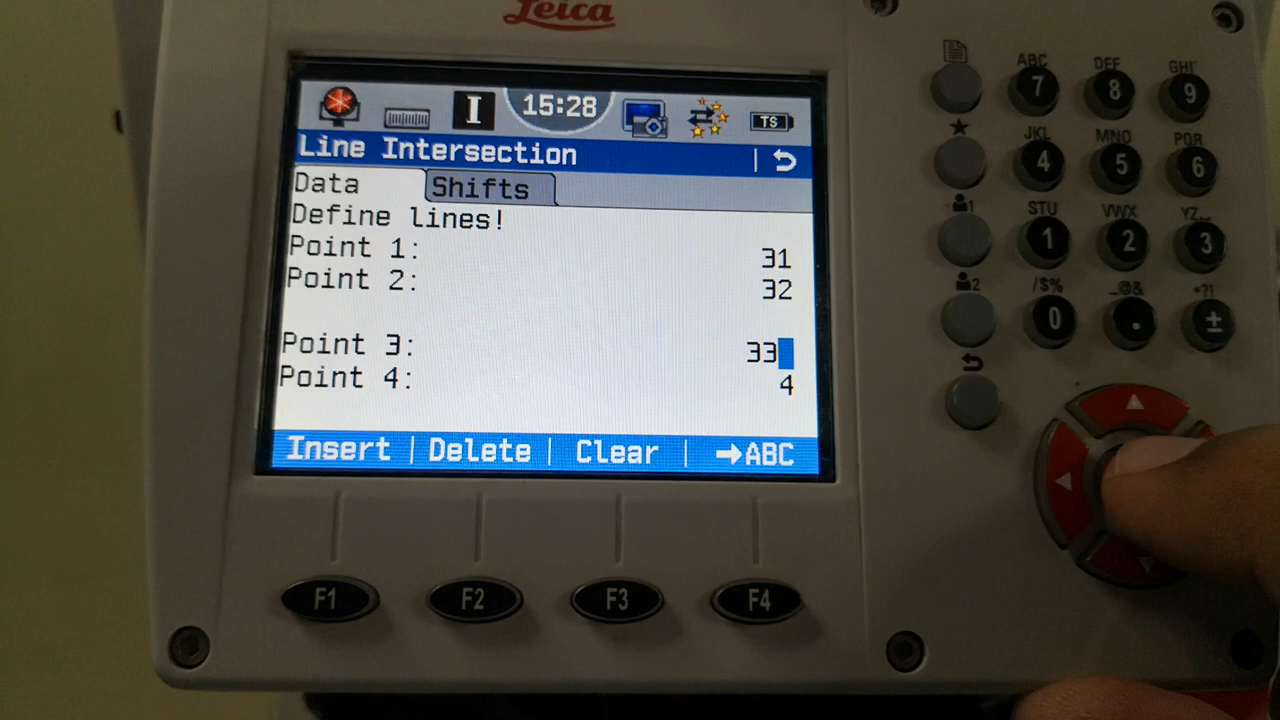 Leica
I 15:28 TS
Line Intersection
Data Shifts
Define lines!
Point 1: 31
Point 2: 32
Point 3: 33
Point 4: 4
Insert Delete Clear →ABC
F1 F2 F3 F4
ABC DEF GHI
7 8 9
JKL MNO PQR
4 5 6
STU VWX YZ_
1 1 2 3
2 /$% _@& *?!
0 . ±